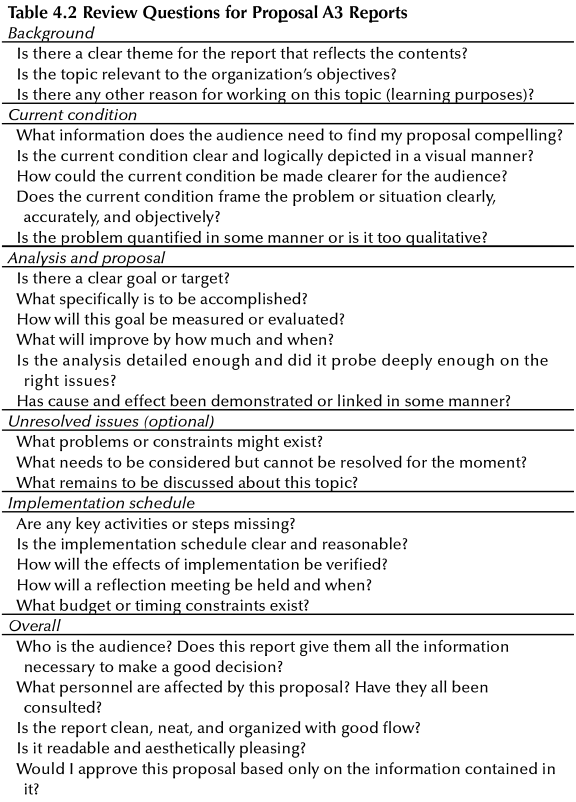 Table 4.2 Review Questions for Proposal A3 Reports
Background
Is there a clear theme for the report that reflects the contents?
Is the topic relevant to the organization's objectives?
Is there any other reason for working on this topic (learning purposes)?
Current condition
What information does the audience need to find my proposal compelling?
Is the current condition clear and logically depicted in a visual manner?
How could the current condition be made clearer for the audience?
Does the current condition frame the problem or situation clearly,
accurately, and objectively?
Is the problem quantified in some manner or is it too qualitative?
Analysis and proposal
Is there a clear goal or target?
What specifically is to be accomplished?
How will this goal be measured or evaluated?
What will improve by how much and when?
Is the analysis detailed enough and did it probe deeply enough on the
right issues?
Has cause and effect been demonstrated or linked in some manner?
Unresolved issues (optional)
What problems or constraints might exist?
What needs to be considered but cannot be resolved for the moment?
What remains to be discussed about this topic?
Implementation schedule
Are any key activities or steps missing?
Is the implementation schedule clear and reasonable?
How will the effects of implementation be verified?
How will a reflection meeting be held and when?
What budget or timing constraints exist?
Overall
Who is the audience? Does this report give them all the information
necessary to make a good decision?
What personnel are affected by this proposal? Have they all been
consulted?
Is the report clean, neat, and organized with good flow?
Is it readable and aesthetically pleasing?
Would I approve this proposal based only on the information contained in
it?